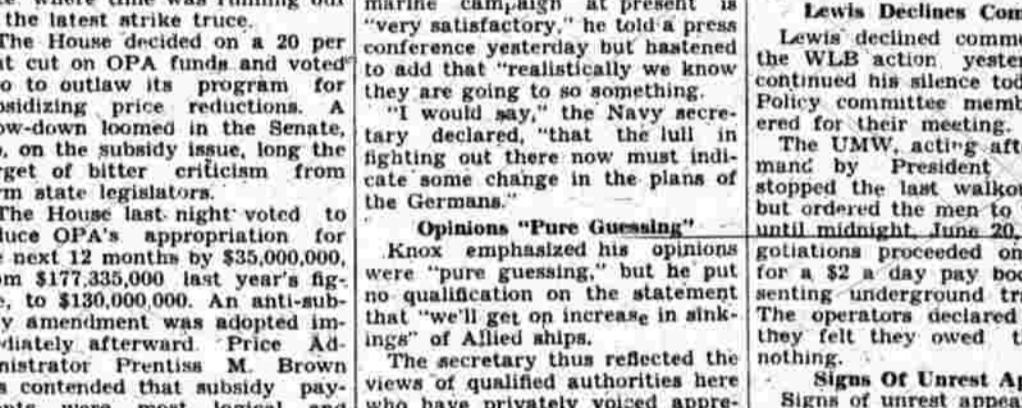 the latest strike truce.
The House decided on a 20 per
cut on OPA funds and voted
to outlaw its program for
price reductions. A
loomed in the Senate,
on the subsidy issue, long the
of bitter criticism from
state legislators.
The House last night voted to
OPA's appropriation for
next 12 months by $35,000,000,
$177,335,000 last year's fig-
to $130,000,000. An anti-sub-
amendment was adopted im-
afterward. Price Ad-
Prentiss M. Brown
contended that subsidy pay-
were most logical and
marine campaign at present is
"very satisfactory," he told a press
conference yesterday but hastened
to add that "realistically we know
they are going to so something.
"I would say," the Navy secre-
tary declared, "that the lull in
fighting out there now must indi-
cate some change in the plans of
the Germans."
Opinions "Pure Guessing"
Knox emphasized his opinions
were "pure guessing," but he put
no qualification on the statement
that "we'll get on increase in sink-
ings" of Allied ships.
The secretary thus reflected the
views of qualified authorities here
who have privately voiced appre-
Lewis Declines Com
Lewis declined comme
the WLB action yester
continued his silence tod
Policy committee memb
ered for their meeting.
The UMW, acting aft
mand by President
stopped the last walkou
but ordered the men to
until midnight, June 20,
gotiations proceeded on
for a $2 a day pay boo
senting underground tr
The operators declared
they felt they owed t
nothing.
Signs Of Unrest Ap
Signs of unrest appea